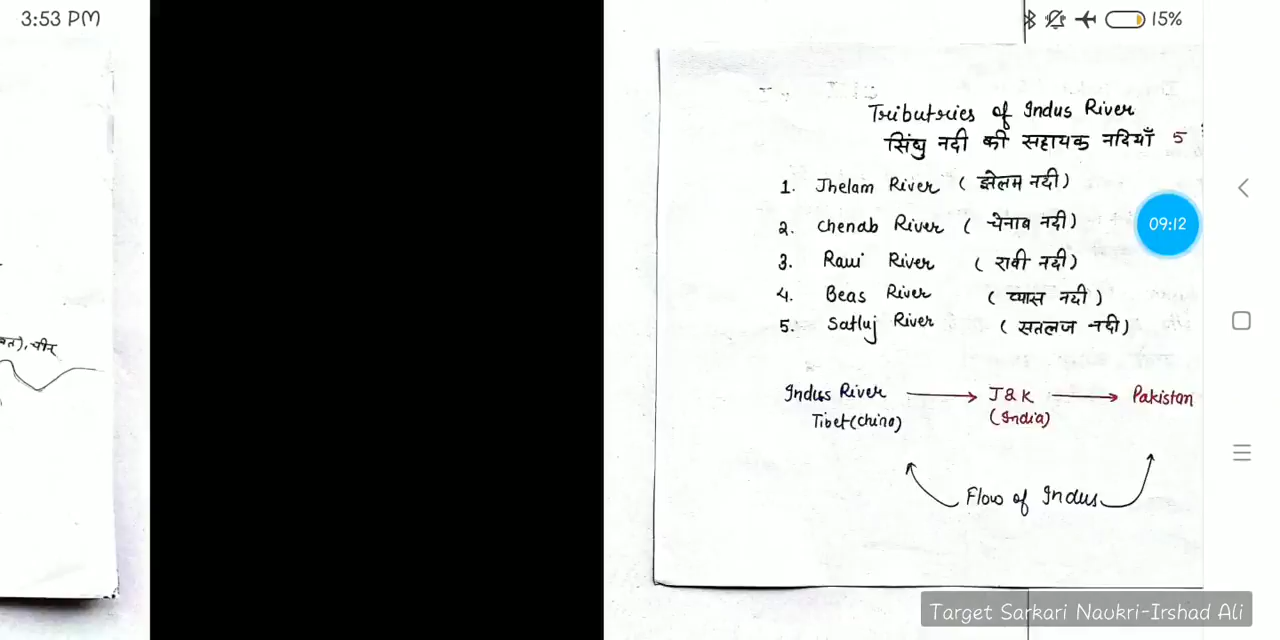 3:53 PM
15%
चीन
Tributries of Indus River
सिंधु नदी की सहायक नदियाँ 5
1. Jhelam River ( झेलम नदी )
2. Chenab River ( चेनाब नदी )
3. Ravi River ( रावी नदी )
09:12
4. Beas River ( व्यास नदी )
5. Satluj River ( सतलज नदी )
Indus River → J&K → Pakistan
Tibet (China) (India)
Flow of Indus
Target Sarkari Naukri-Irshad Ali